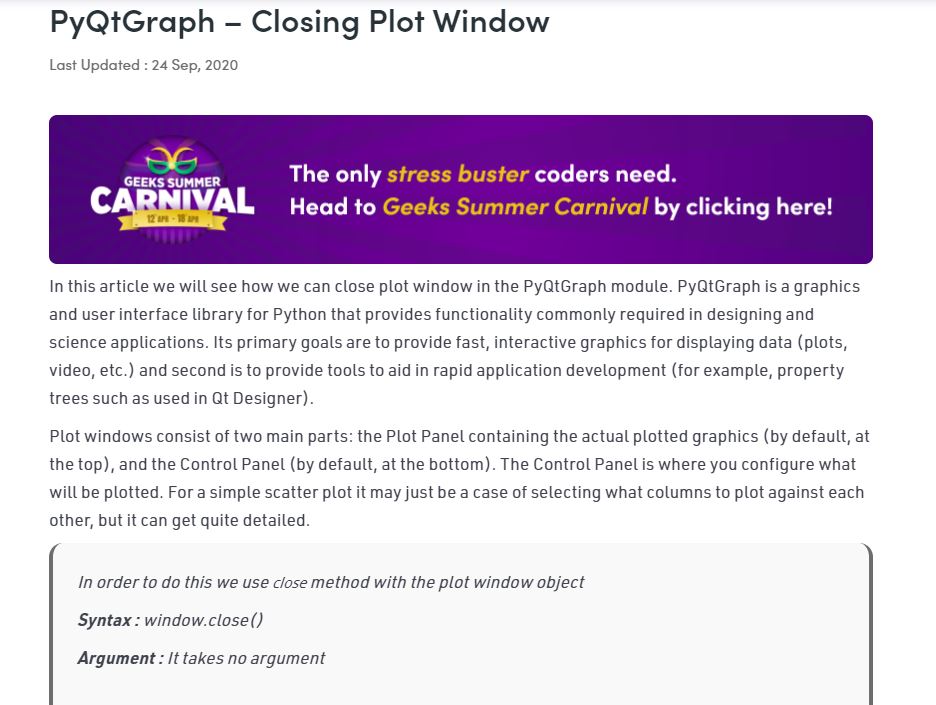 PyQtGraph – Closing Plot Window
Last Updated : 24 Sep, 2020
GEEKS SUMMER
CARNIVAL
12 APR - 18 APR
The only stress buster coders need.
Head to Geeks Summer Carnival by clicking here!
In this article we will see how we can close plot window in the PyQtGraph module. PyQtGraph is a graphics
and user interface library for Python that provides functionality commonly required in designing and
science applications. Its primary goals are to provide fast, interactive graphics for displaying data (plots,
video, etc.) and second is to provide tools to aid in rapid application development (for example, property
trees such as used in Qt Designer).
Plot windows consist of two main parts: the Plot Panel containing the actual plotted graphics (by default, at
the top), and the Control Panel (by default, at the bottom). The Control Panel is where you configure what
will be plotted. For a simple scatter plot it may just be a case of selecting what columns to plot against each
other, but it can get quite detailed.
In order to do this we use close method with the plot window object
Syntax : window.close()
Argument : It takes no argument